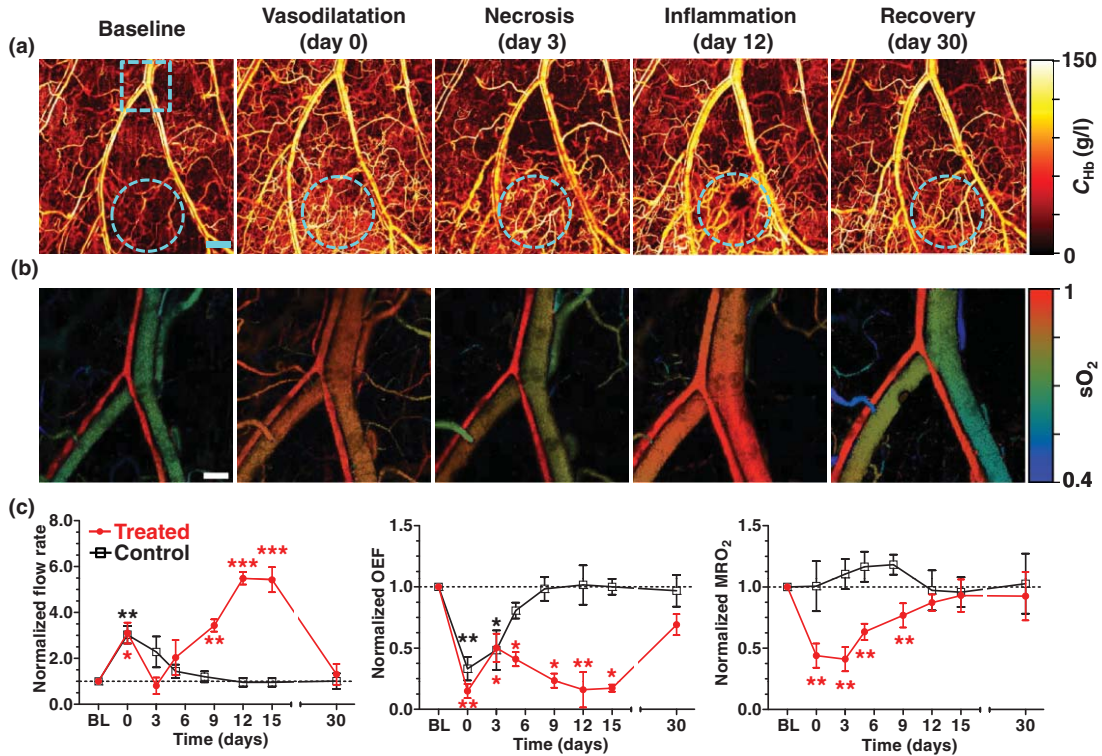 Baseline
Vasodilatation
(day 0)
Necrosis
(day 3)
Inflammation
(day 12)
Recovery
(day 30)
(a)
150
C_Hb (g/l)
0
(b)
1
sO₂
0.4
(c)
Normalized flow rate
8.0
6.0
4.0
2.0
0.0
Treated
Control
**
*
**
***
***
BL 0 3 6 9 12 15 30
Time (days)
Normalized OEF
1.5
1.0
0.5
0.0
**
**
*
*
*
*
**
*
BL 0 3 6 9 12 15 30
Time (days)
Normalized MRO₂
1.5
1.0
0.5
0.0
**
**
**
**
BL 0 3 6 9 12 15 30
Time (days)